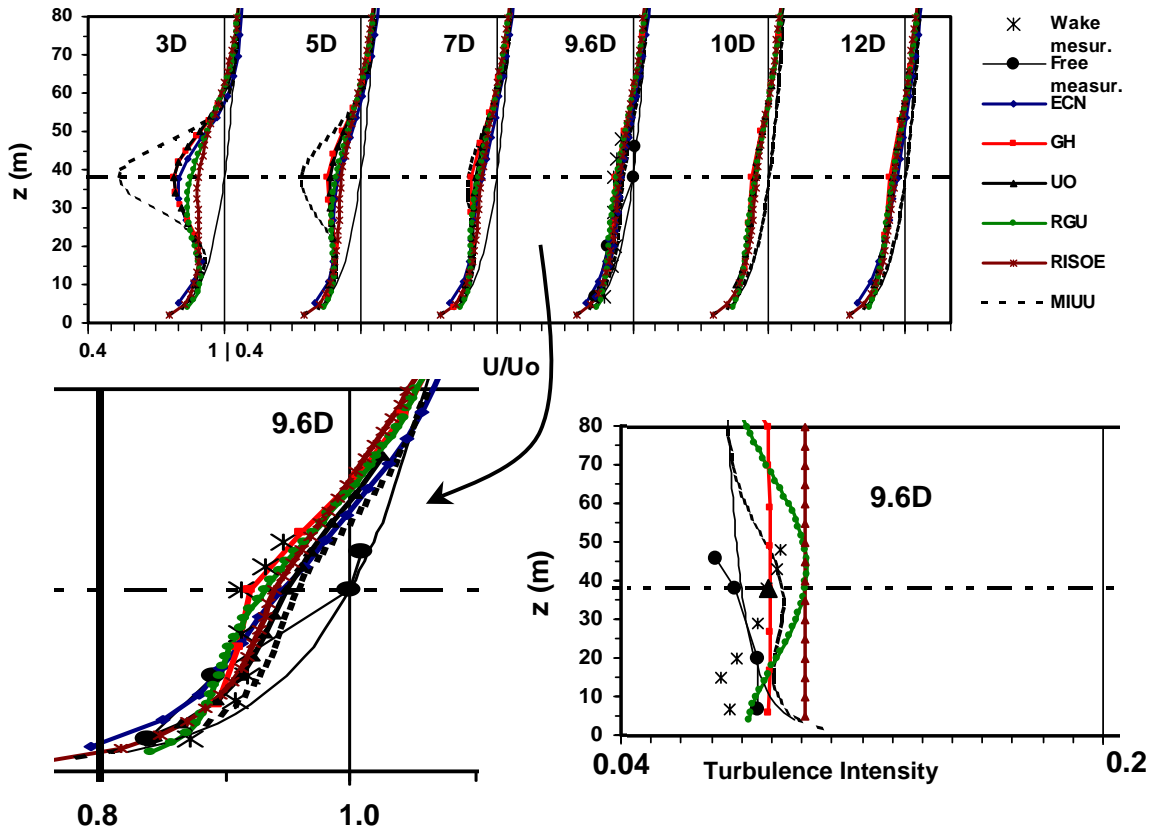 80
70
60
50
40
30
20
10
0
z (m)
3D
5D
7D
9.6D
10D
12D
0.4
1 | 0.4
U/Uo
Wake
mesur.
Free
measur.
ECN
GH
UO
RGU
RISOE
MIUU
9.6D
0.8
1.0
80
70
60
50
40
30
20
10
0
z (m)
9.6D
0.04
Turbulence Intensity
0.2